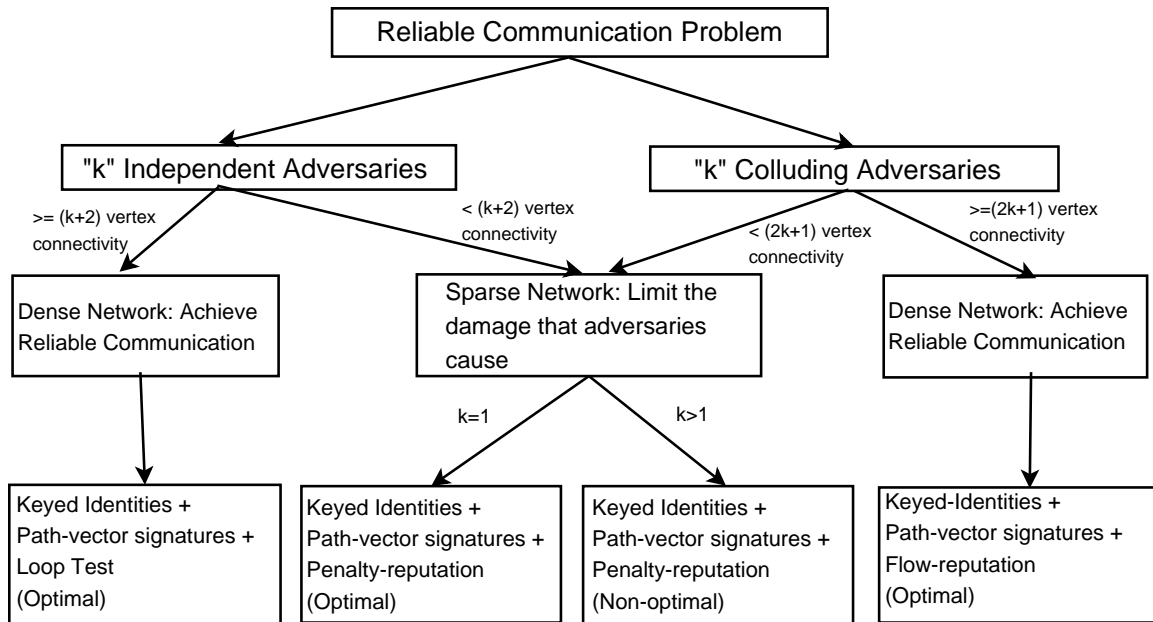 Reliable Communication Problem
"k" Independent Adversaries
"k" Colluding Adversaries
>= (k+2) vertex
connectivity
< (k+2) vertex
connectivity
< (2k+1) vertex
connectivity
>=(2k+1) vertex
connectivity
Dense Network: Achieve
Reliable Communication
Sparse Network: Limit the
damage that adversaries
cause
Dense Network: Achieve
Reliable Communication
k=1
k>1
Keyed Identities +
Path-vector signatures +
Loop Test
(Optimal)
Keyed Identities +
Path-vector signatures +
Penalty-reputation
(Optimal)
Keyed Identities +
Path-vector signatures +
Penalty-reputation
(Non-optimal)
Keyed-Identities +
Path-vector signatures +
Flow-reputation
(Optimal)